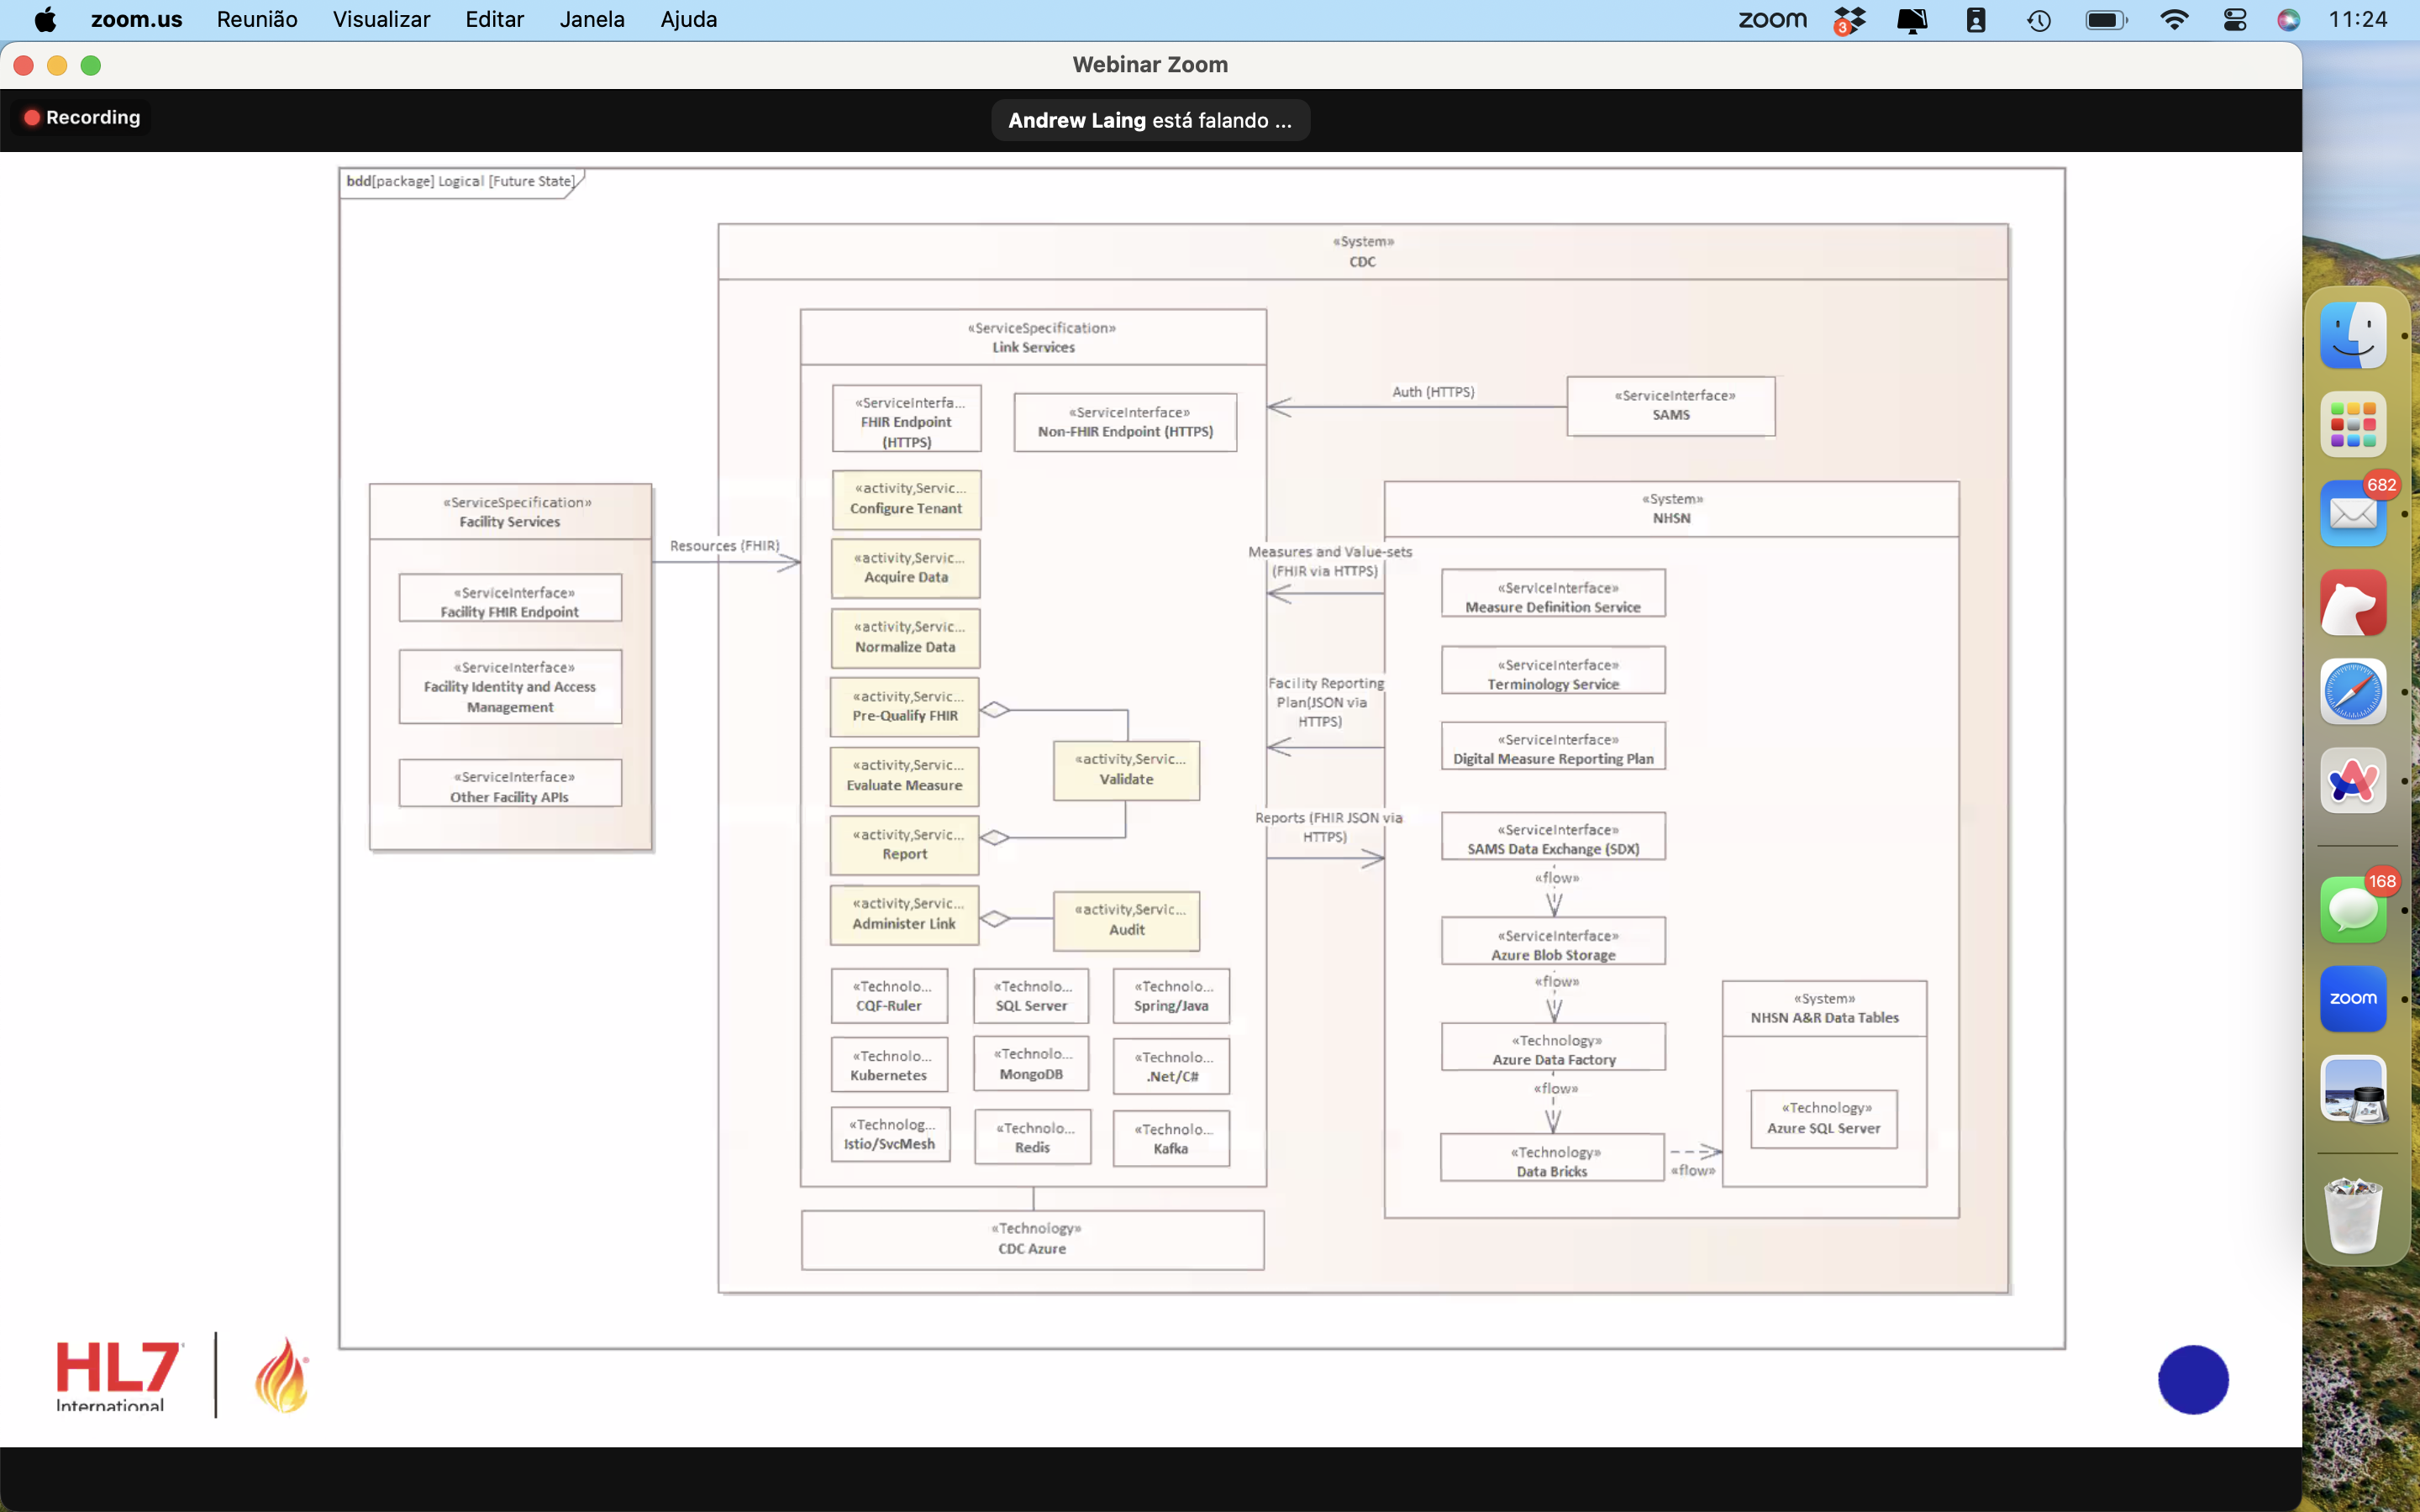 zoom.us Reunião Visualizar Editar Janela Ajuda zoom 3 11:24
Webinar Zoom
Recording
Andrew Laing está falando ...
bdd[package] Logical [Future State]
«System»
CDC
«ServiceSpecification»
Link Services
«ServiceInterfa...
FHIR Endpoint
(HTTPS)
«ServiceInterface»
Non-FHIR Endpoint (HTTPS)
Auth (HTTPS)
«ServiceInterface»
SAMS
«activity,Servic...
Configure Tenant
«ServiceSpecification»
Facility Services
Resources (FHIR)
«ServiceInterface»
Facility FHIR Endpoint
«ServiceInterface»
Facility Identity and Access
Management
«ServiceInterface»
Other Facility APIs
«activity,Servic...
Acquire Data
«activity,Servic...
Normalize Data
«activity,Servic...
Pre-Qualify FHIR
«activity,Servic...
Evaluate Measure
«activity,Servic...
Validate
«activity,Servic...
Report
«activity,Servic...
Administer Link
«activity,Servic...
Audit
«Technolo...
CQF-Ruler
«Technolo...
SQL Server
«Technolo...
Spring/Java
«Technolo...
Kubernetes
«Technolo...
MongoDB
«Technolo...
.Net/C#
«Technolog...
Istio/SvcMesh
«Technolo...
Redis
«Technolo...
Kafka
«Technology»
CDC Azure
Measures and Value-sets
(FHIR via HTTPS)
Facility Reporting
Plan(JSON via
HTTPS)
Reports (FHIR JSON via
HTTPS)
«System»
NHSN
«ServiceInterface»
Measure Definition Service
«ServiceInterface»
Terminology Service
«ServiceInterface»
Digital Measure Reporting Plan
«ServiceInterface»
SAMS Data Exchange (SDX)
«flow»
«ServiceInterface»
Azure Blob Storage
«flow»
«Technology»
Azure Data Factory
«flow»
«Technology»
Data Bricks
«flow»
«System»
NHSN A&R Data Tables
«Technology»
Azure SQL Server
HL7
International
682
168
zoom